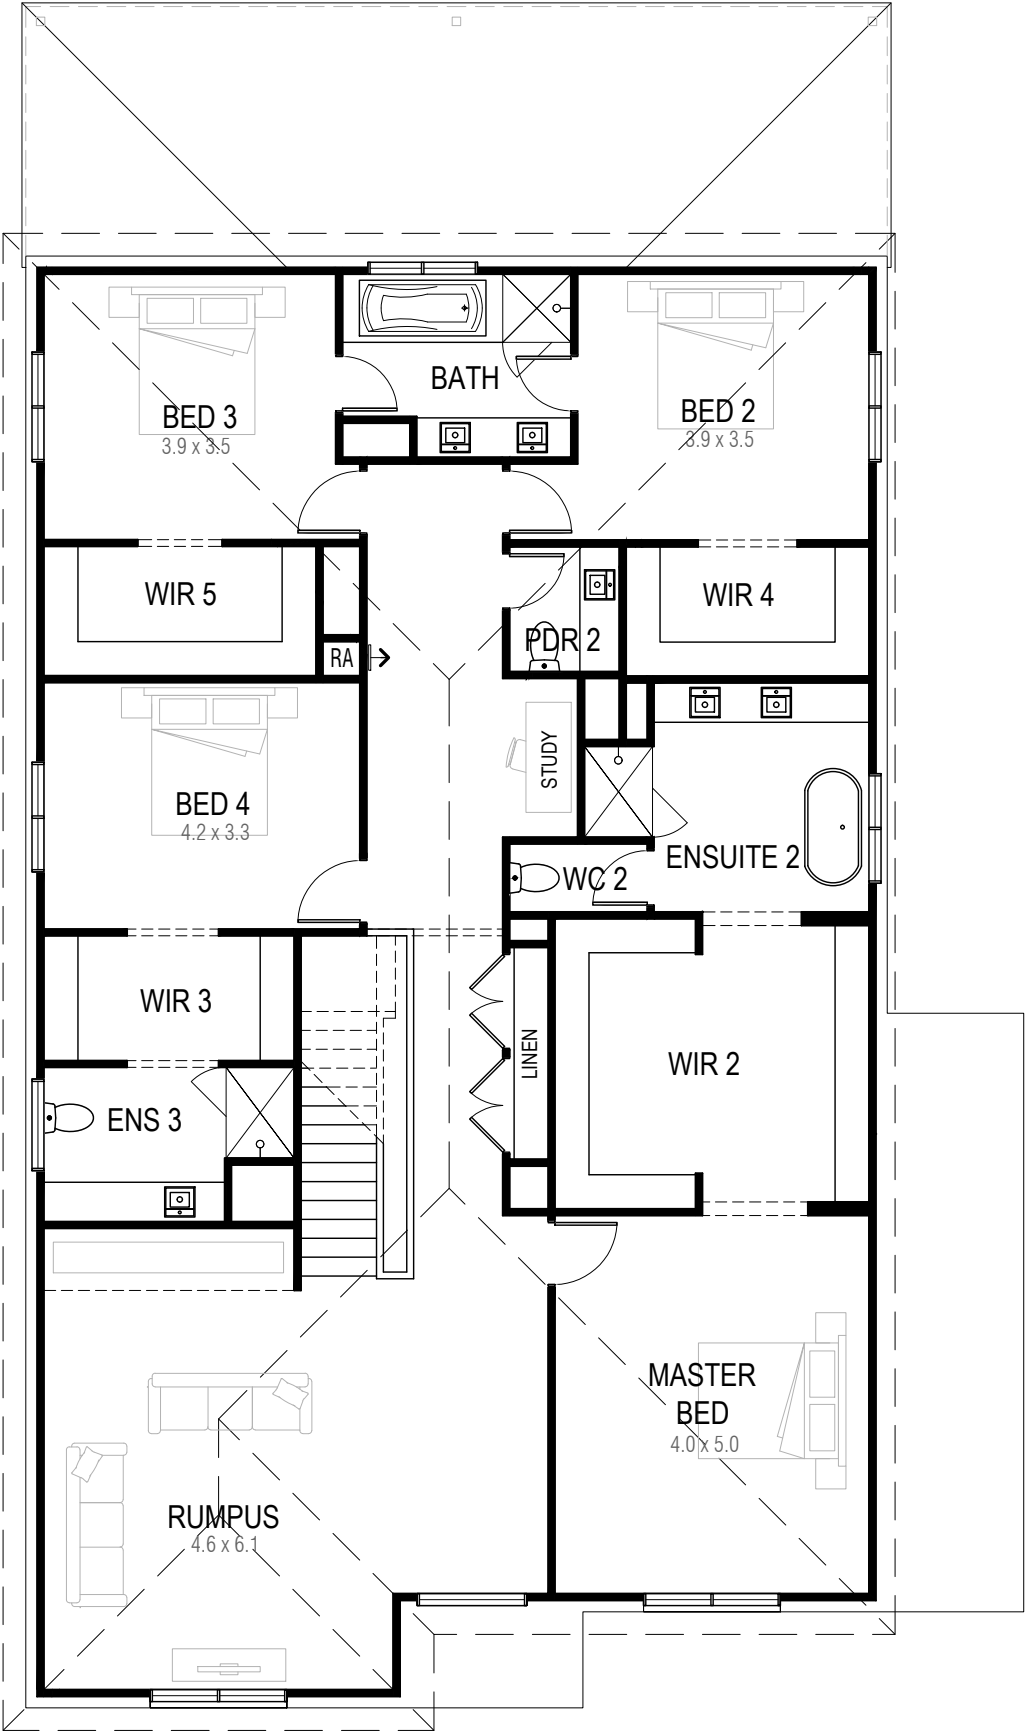 BATH
BED 3
3.9 x 3.5
BED 2
3.9 x 3.5
WIR 5
WIR 4
PDR 2
RA
STUDY
BED 4
4.2 x 3.3
ENSUITE 2
WC 2
WIR 3
LINEN
WIR 2
ENS 3
MASTER
BED
4.0 x 5.0
RUMPUS
4.6 x 6.1